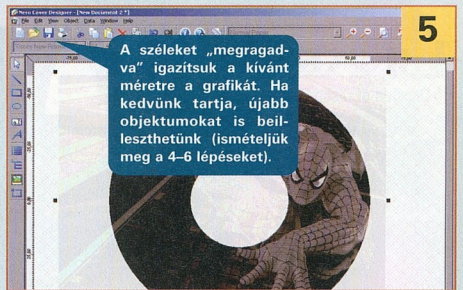 Nero Cover Designer - [New Document 2 *]
File Edit View Object Data Window Help
5
A széleket „megragad-
va” igazítsuk a kívánt
méretre a grafikát. Ha
kedvünk tartja, újabb
objektumokat is beil-
leszthetünk (ismételjük
meg a 4–6 lépéseket).